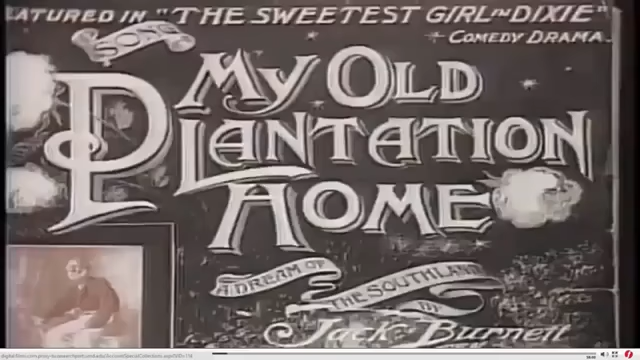 ATURED IN "THE SWEETEST GIRL IN DIXIE"
COMEDY DRAMA.
SONG
MY OLD
PLANTATION
HOME
A DREAM OF
THE SOUTHLAND
BY
Jack Burnett